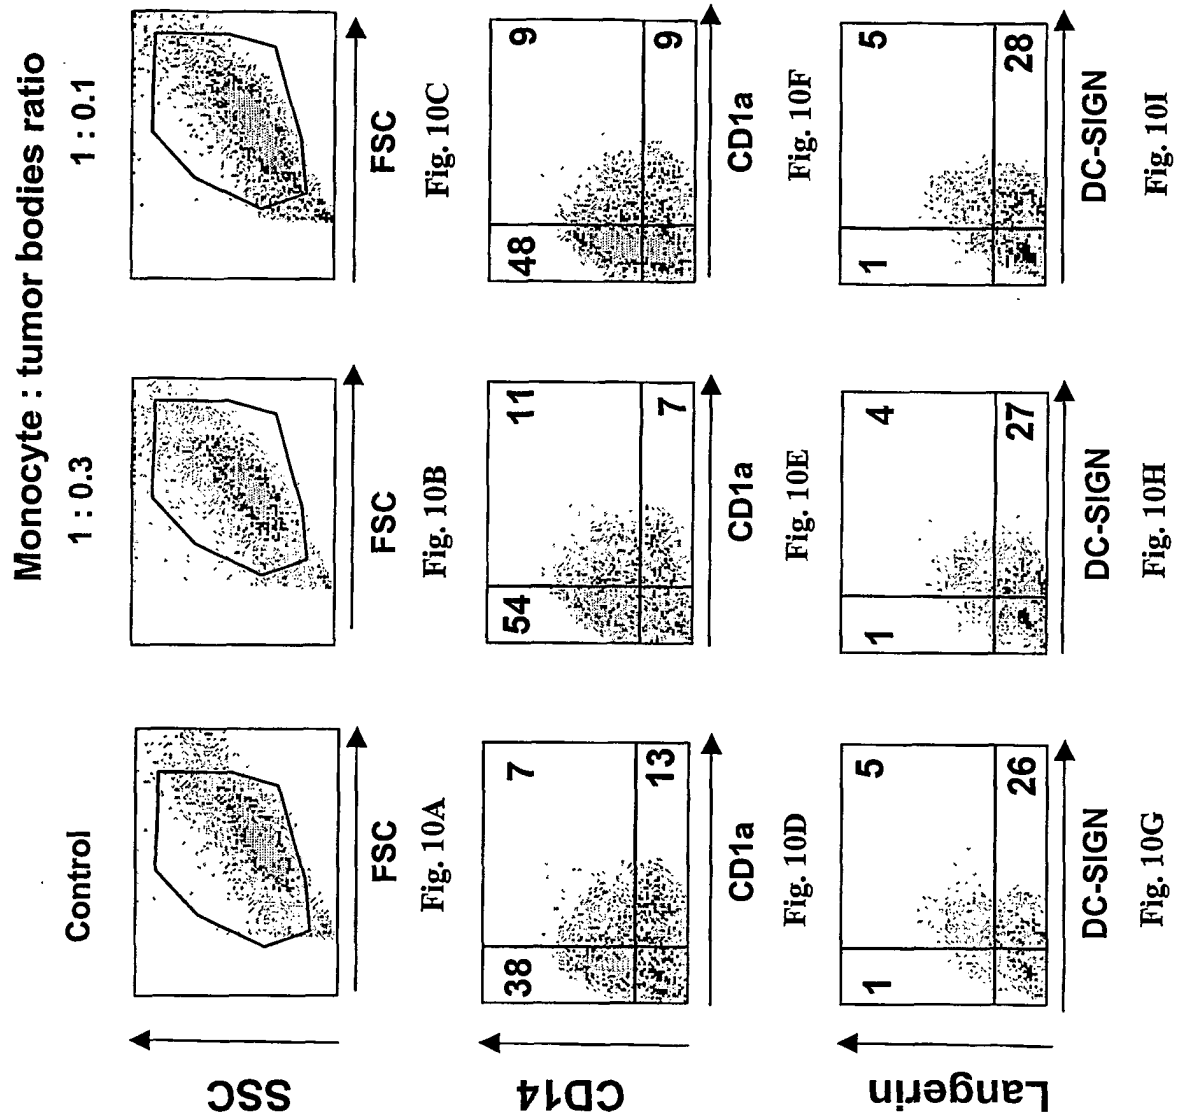 Monocyte : tumor bodies ratio
Control
1 : 0.3
1 : 0.1
SSC
FSC
FSC
FSC
Fig. 10A
Fig. 10B
Fig. 10C
CD14
38
7
13
54
11
7
48
9
9
CD1a
CD1a
CD1a
Fig. 10D
Fig. 10E
Fig. 10F
Langerin
1
5
26
1
4
27
1
5
28
DC-SIGN
DC-SIGN
DC-SIGN
Fig. 10G
Fig. 10H
Fig. 10I